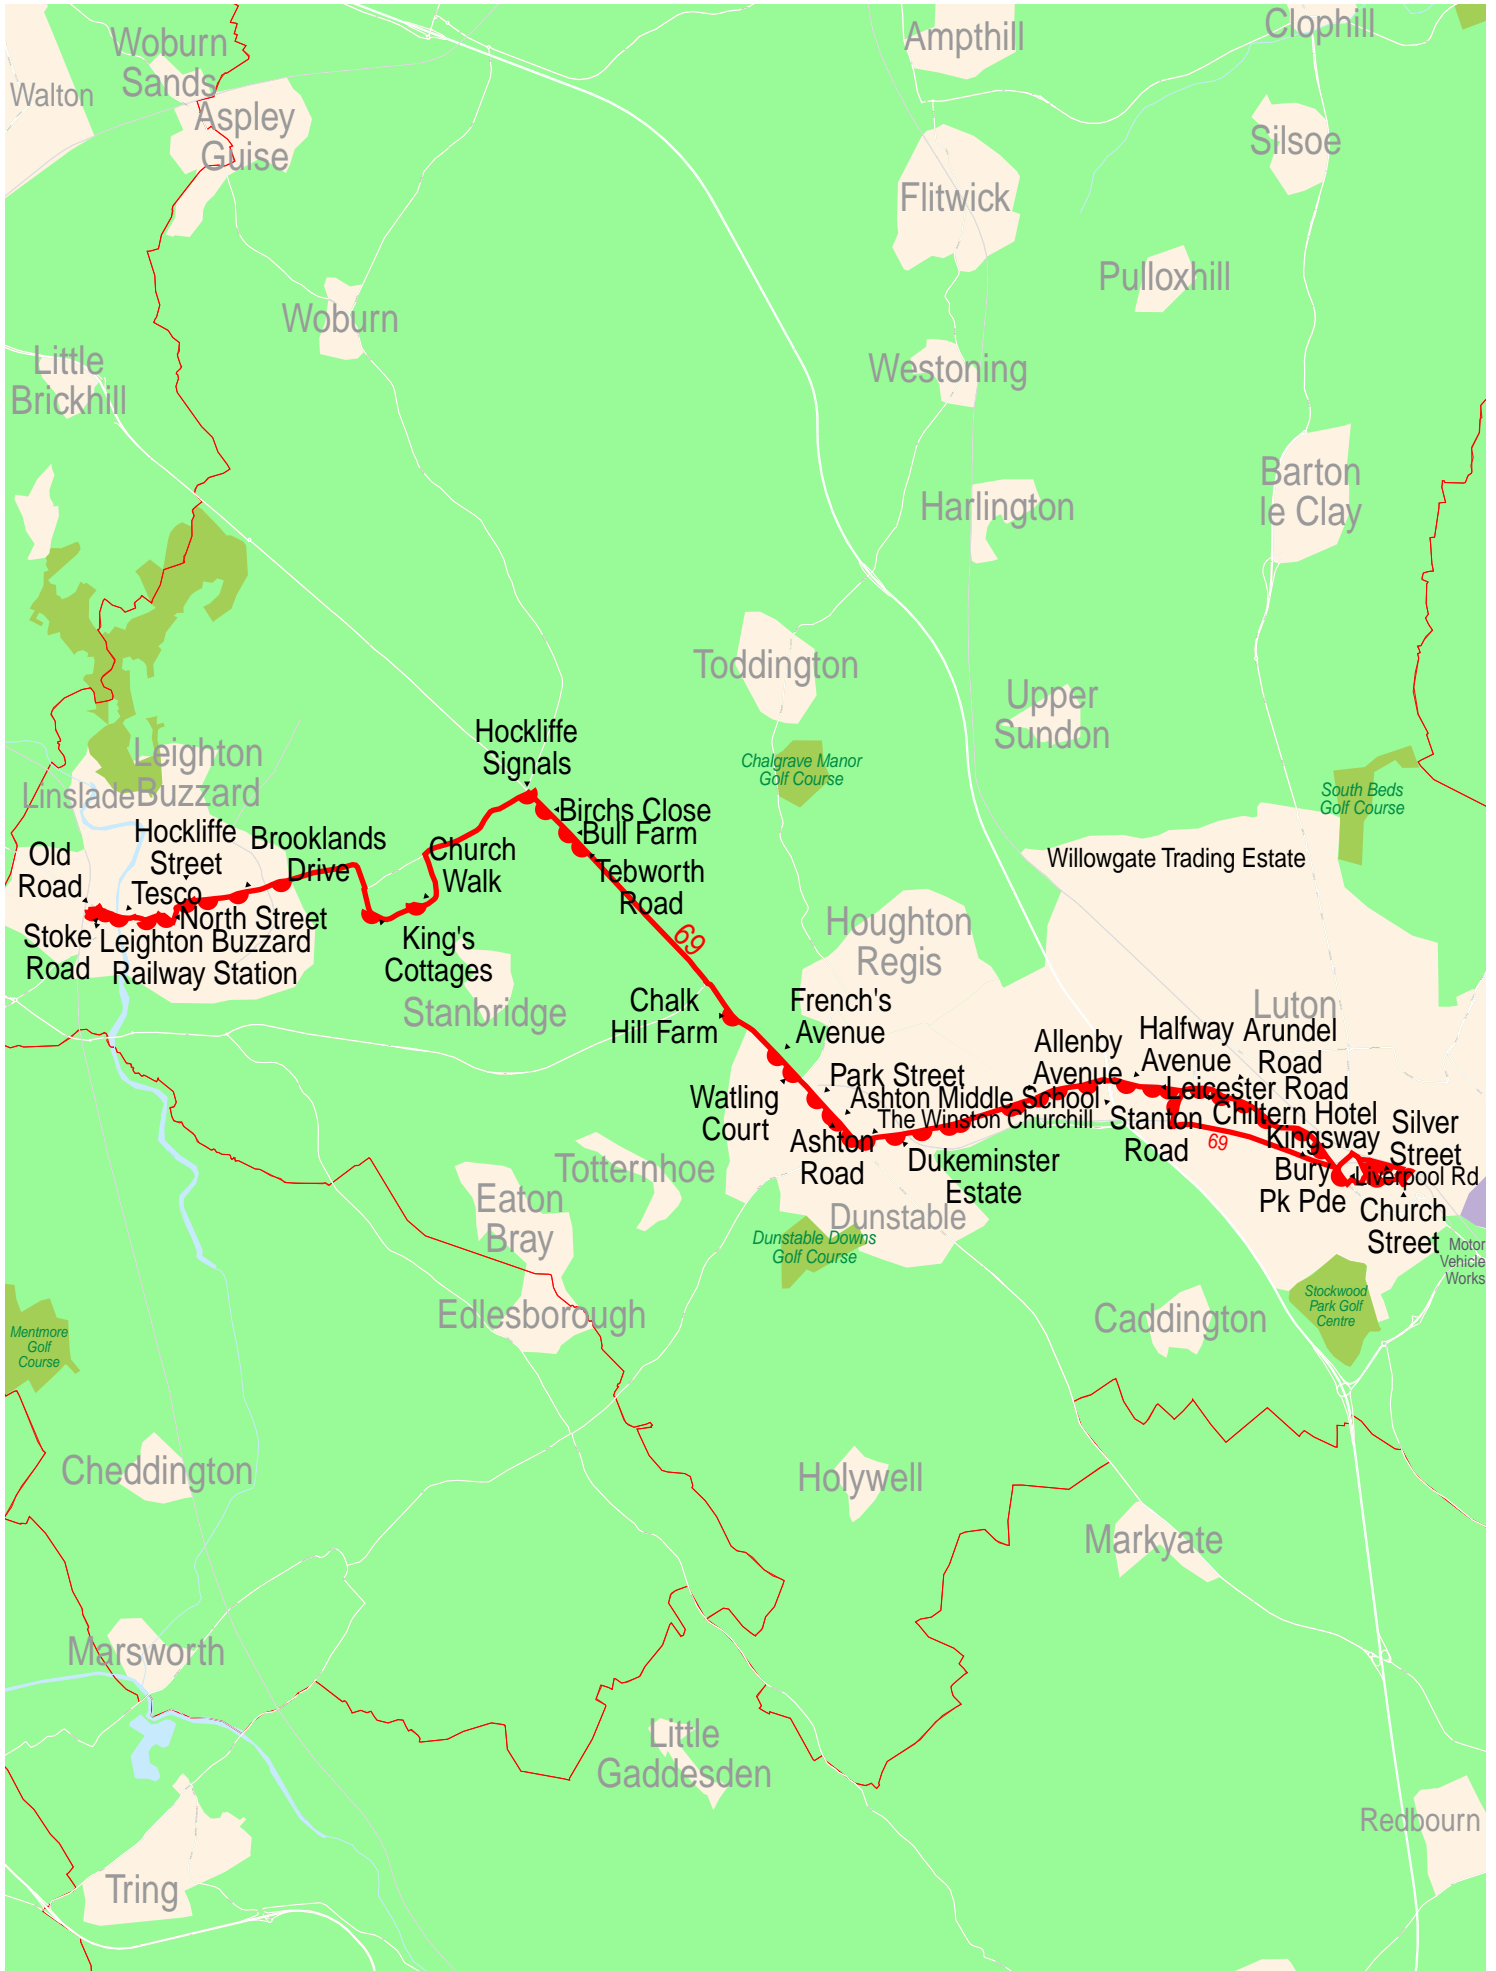 Woburn
Sands
Walton
Aspley
Guise
Ampthill
Clophill
Silsoe
Flitwick
Pulloxhill
Woburn
Little
Brickhill
Westoning
Barton
le Clay
Harlington
Toddington
Upper
Sundon
Hockliffe
Signals
Chalgrave Manor
Golf Course
South Beds
Golf Course
Leighton
Buzzard
Linslade
Birchs Close
Bull Farm
Tebworth
Road
Hockliffe
Street
Brooklands
Drive
Church
Walk
Old
Road
Tesco
North Street
Stoke
Road
Leighton Buzzard
Railway Station
King's
Cottages
Stanbridge
69
Willowgate Trading Estate
Houghton
Regis
Chalk
Hill Farm
French's
Avenue
Luton
Allenby
Avenue
Halfway
Avenue
Arundel
Road
Watling
Court
Park Street
Ashton Middle School
The Winston Churchill
Leicester Road
Stanton
Road
Chiltern Hotel
Kingsway
Silver
Street
69
Ashton
Road
Dukeminster
Estate
Bury
Pk Pde
Liverpool Rd
Church
Street
Totternhoe
Eaton
Bray
Dunstable
Dunstable Downs
Golf Course
Motor
Vehicle
Works
Edlesborough
Caddington
Stockwood
Park Golf
Centre
Mentmore
Golf
Course
Cheddington
Holywell
Markyate
Marsworth
Little
Gaddesden
Redbourn
Tring